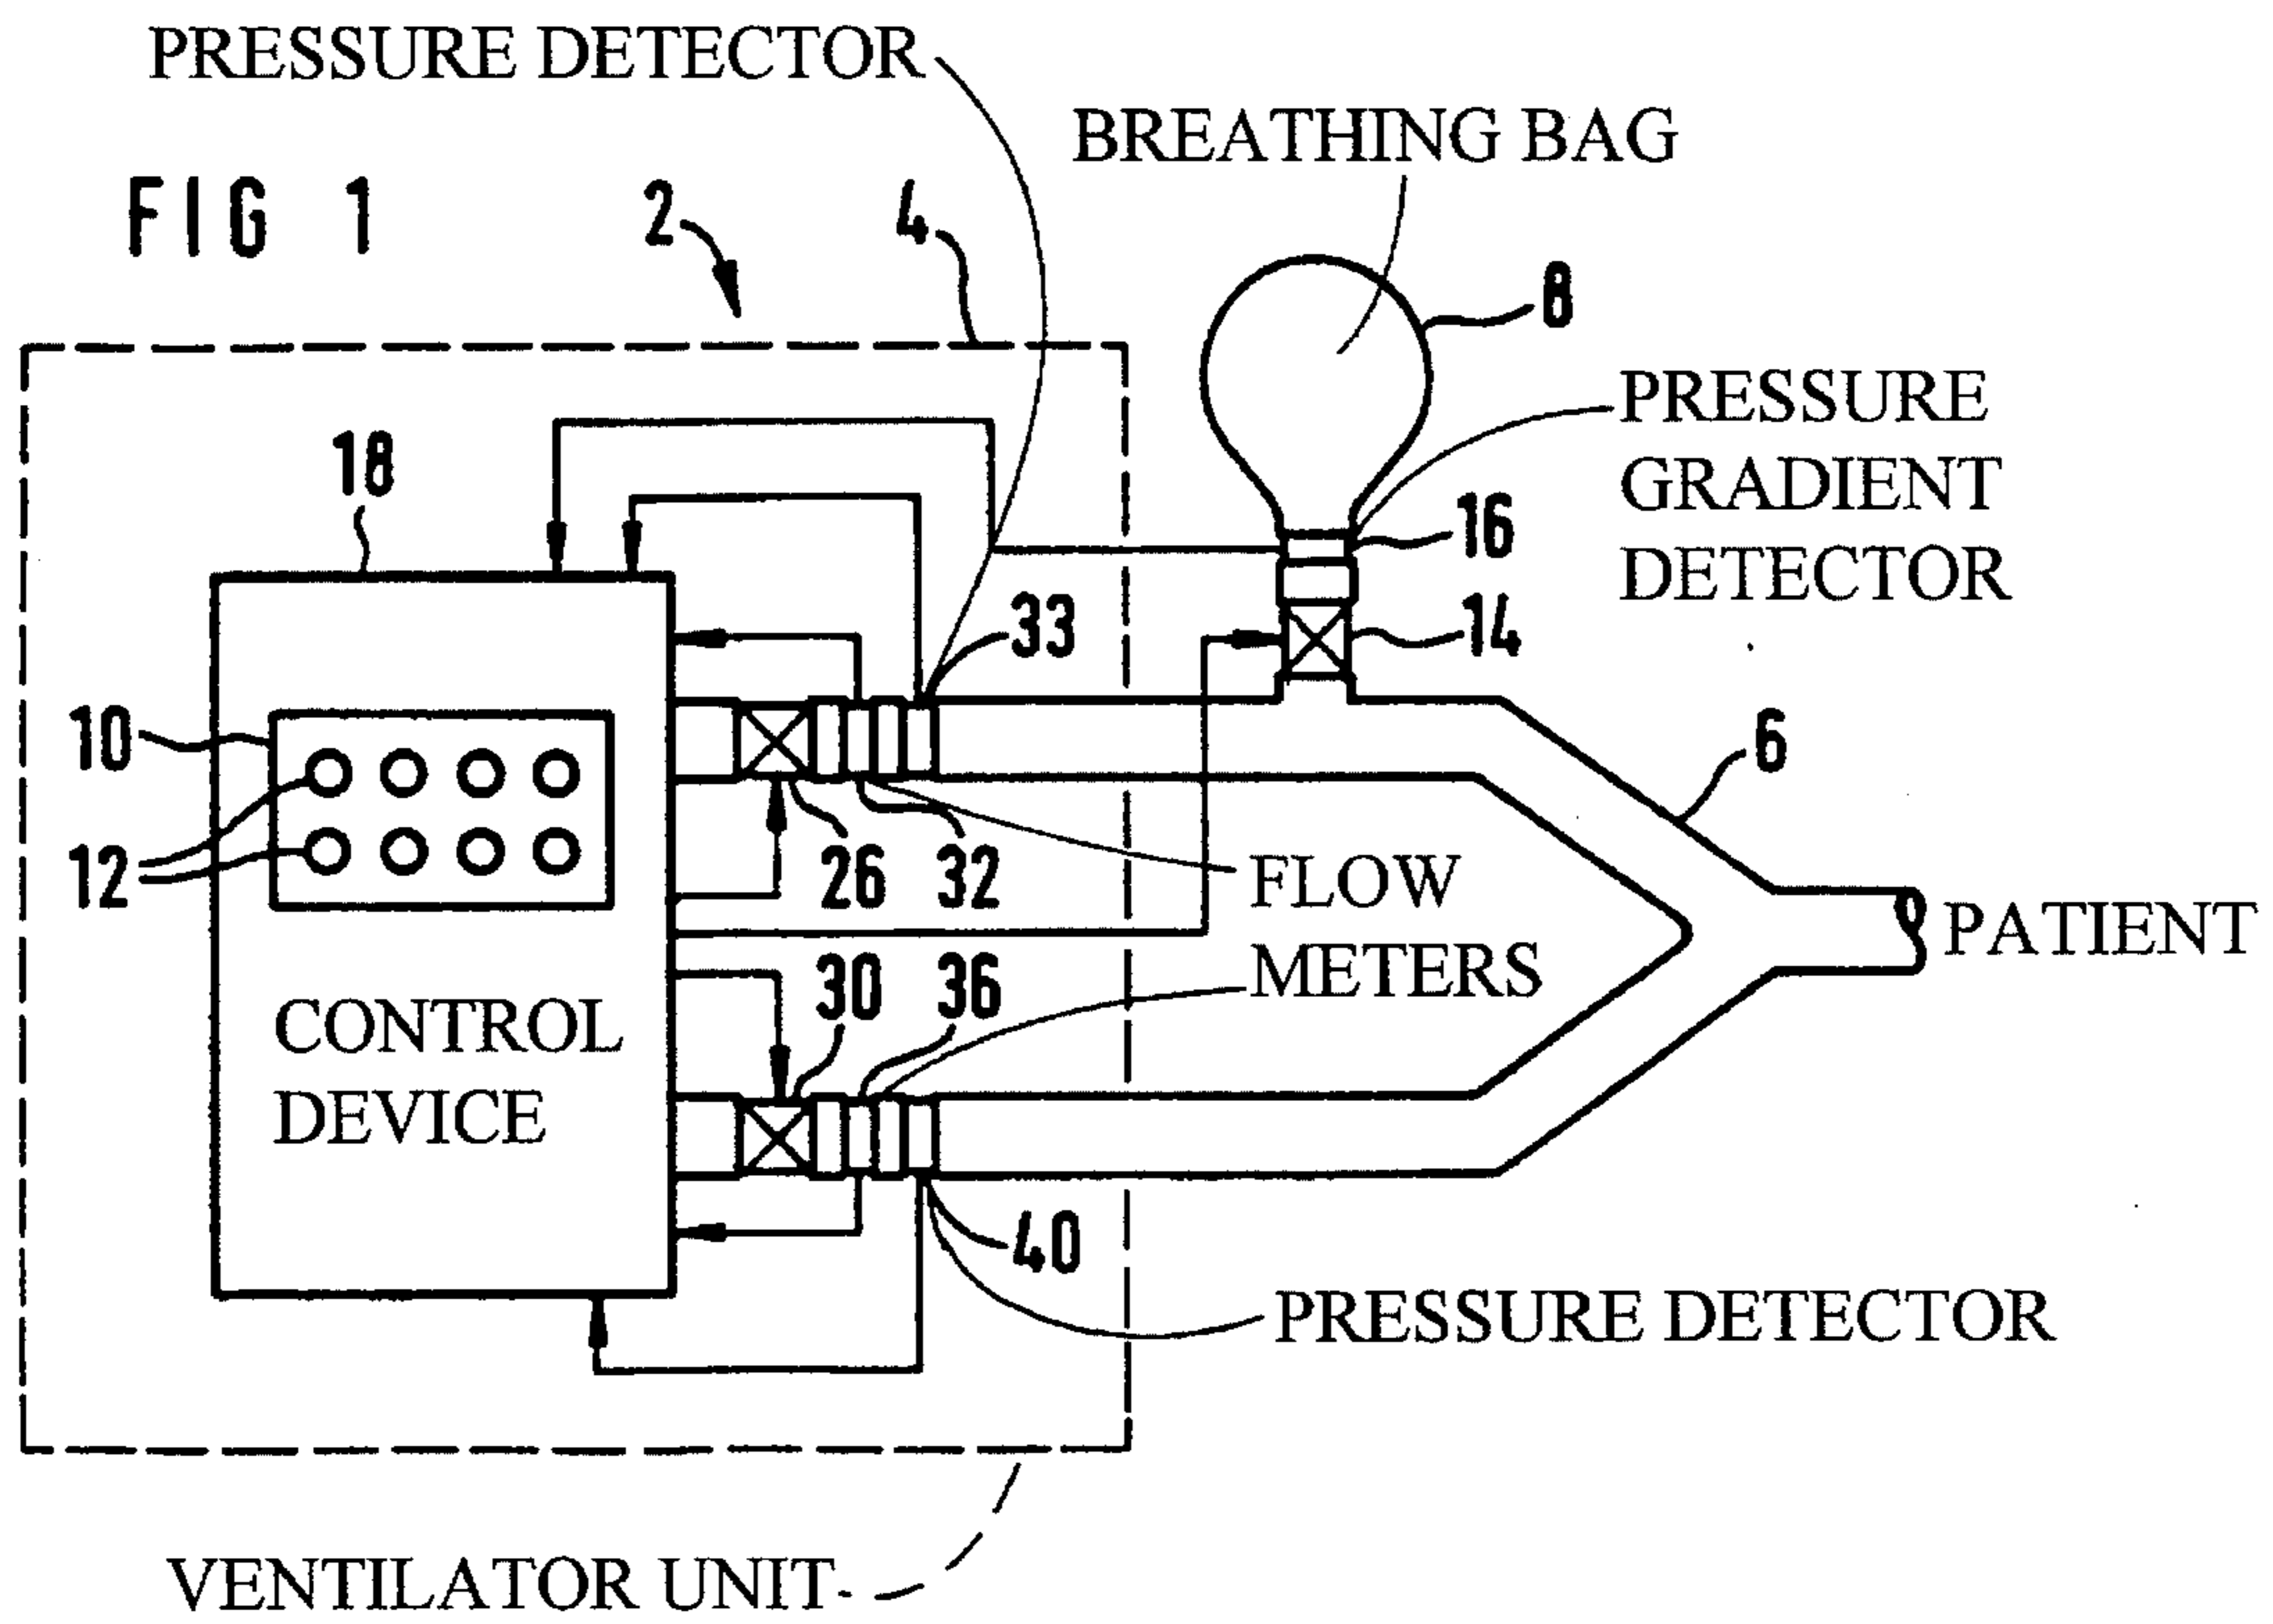 PRESSURE DETECTOR
BREATHING BAG
FIG 1
2
4
8
PRESSURE
GRADIENT
DETECTOR
18
16
33
14
10
6
12
26
32
FLOW
METERS
PATIENT
30
36
CONTROL
DEVICE
40
PRESSURE DETECTOR
VENTILATOR UNIT